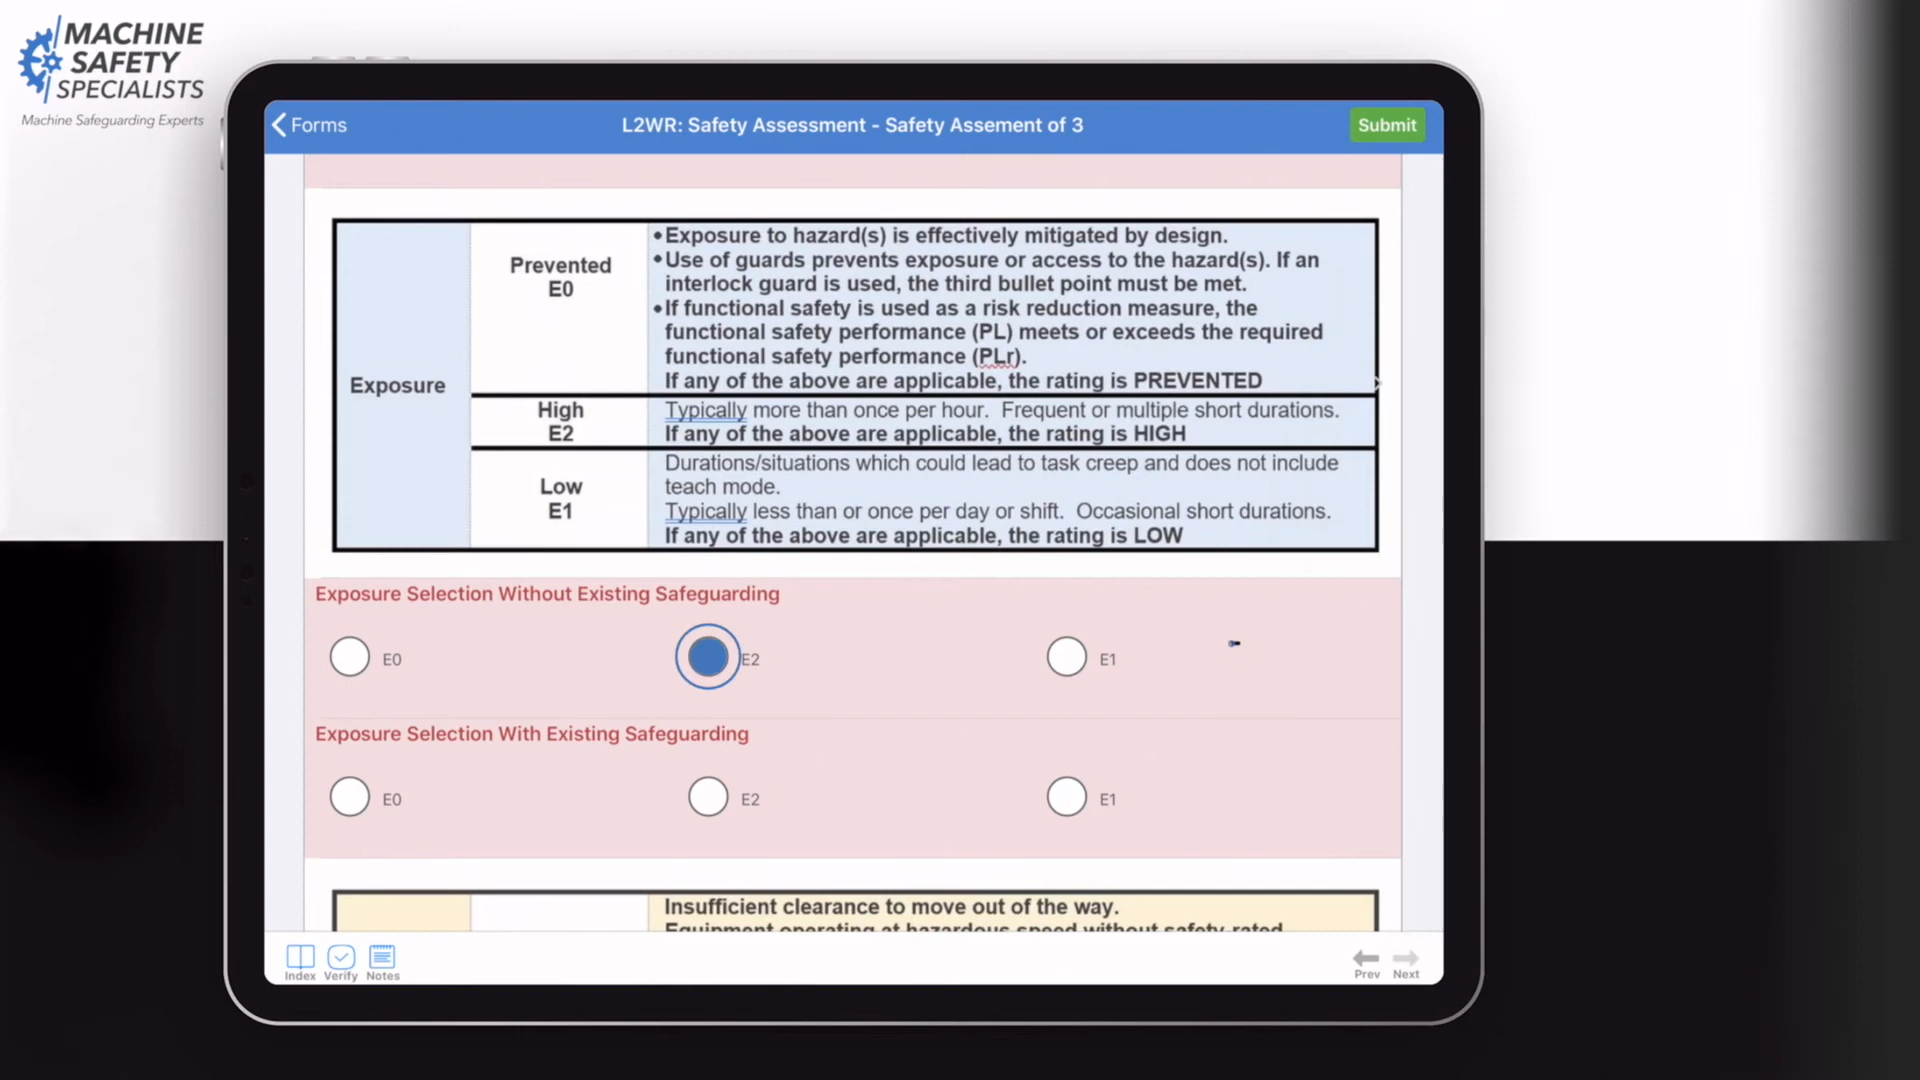 MACHINE
SAFETY
SPECIALISTS
Machine Safeguarding Experts
Forms
L2WR: Safety Assessment - Safety Assement of 3
Submit
Exposure
Prevented
E0
•Exposure to hazard(s) is effectively mitigated by design.
•Use of guards prevents exposure or access to the hazard(s). If an
interlock guard is used, the third bullet point must be met.
•If functional safety is used as a risk reduction measure, the
functional safety performance (PL) meets or exceeds the required
functional safety performance (PLr).
If any of the above are applicable, the rating is PREVENTED
High
E2
Typically more than once per hour. Frequent or multiple short durations.
If any of the above are applicable, the rating is HIGH
Low
E1
Durations/situations which could lead to task creep and does not include
teach mode.
Typically less than or once per day or shift. Occasional short durations.
If any of the above are applicable, the rating is LOW
Exposure Selection Without Existing Safeguarding
E0
E2
E1
Exposure Selection With Existing Safeguarding
E0
E2
E1
Insufficient clearance to move out of the way.
Equipment operating at hazardous speed without safety-rated
Index
Verify
Notes
Prev
Next